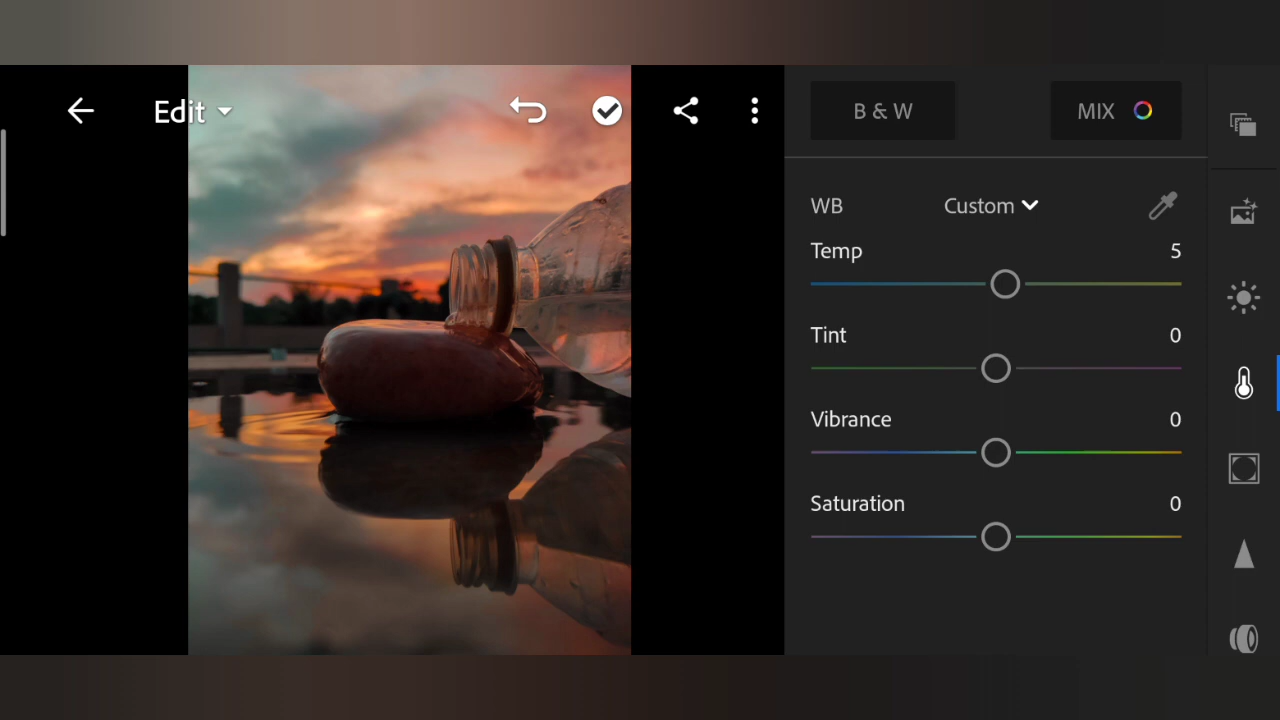 Edit
B & W
MIX
WB
Custom
Temp
5
Tint
0
Vibrance
0
Saturation
0